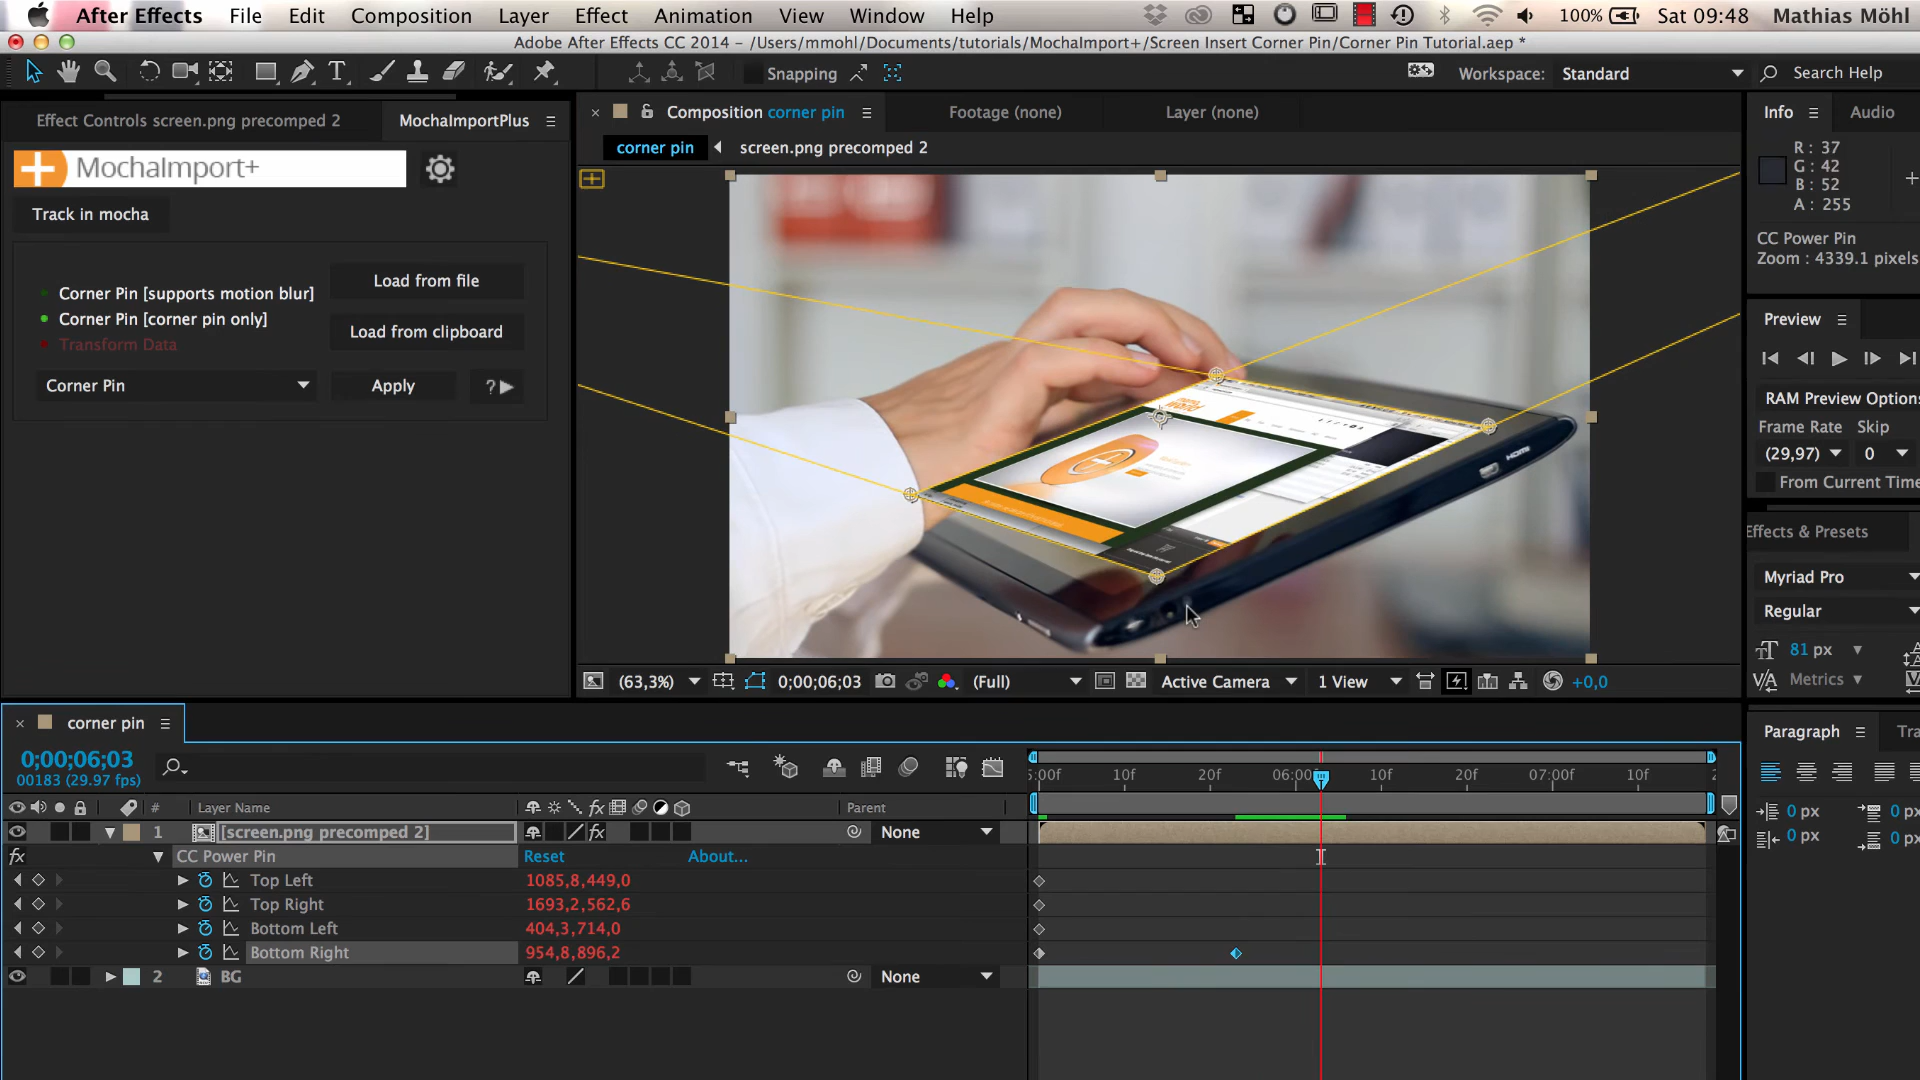 After Effects File Edit Composition Layer Effect Animation View Window Help 100% Sat 09:48 Mathias Möhl
Adobe After Effects CC 2014 - /Users/mmohl/Documents/tutorials/MochaImport+/Screen Insert Corner Pin/Corner Pin Tutorial.aep *
Snapping Workspace: Standard Search Help
Effect Controls screen.png precomped 2 MochaImportPlus
Composition corner pin Footage (none) Layer (none)
Info Audio
corner pin screen.png precomped 2
R: 37
G: 42
B: 52
A: 255
MochaImport+
Track in mocha
CC Power Pin
Zoom : 4339.1 pixels
Corner Pin [supports motion blur] Load from file
Corner Pin [corner pin only] Load from clipboard
Transform Data
Corner Pin Apply ?
Preview
RAM Preview Options
Frame Rate Skip
(29,97) 0
From Current Time
HDMI
Effects & Presets
Myriad Pro
Regular
81 px
Metrics
(63,3%) 0;00;06;03 (Full) Active Camera 1 View +0,0
corner pin
Paragraph
0;00;06;03
00183 (29.97 fps)
5:00f 10f 20f 06:00f 10f 20f 07:00f 10f
# Layer Name Parent
0 px
0 px
1 [screen.png precomped 2] None
fx CC Power Pin Reset About...
Top Left 1085,8,449,0
Top Right 1693,2,562,6
Bottom Left 404,3,714,0
Bottom Right 954,8,896,2
2 BG None